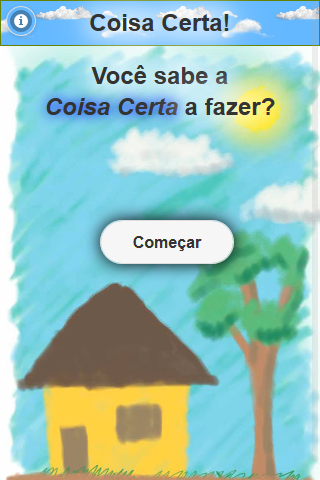 Coisa Certa!
Você sabe a
Coisa Certa a fazer?
Começar